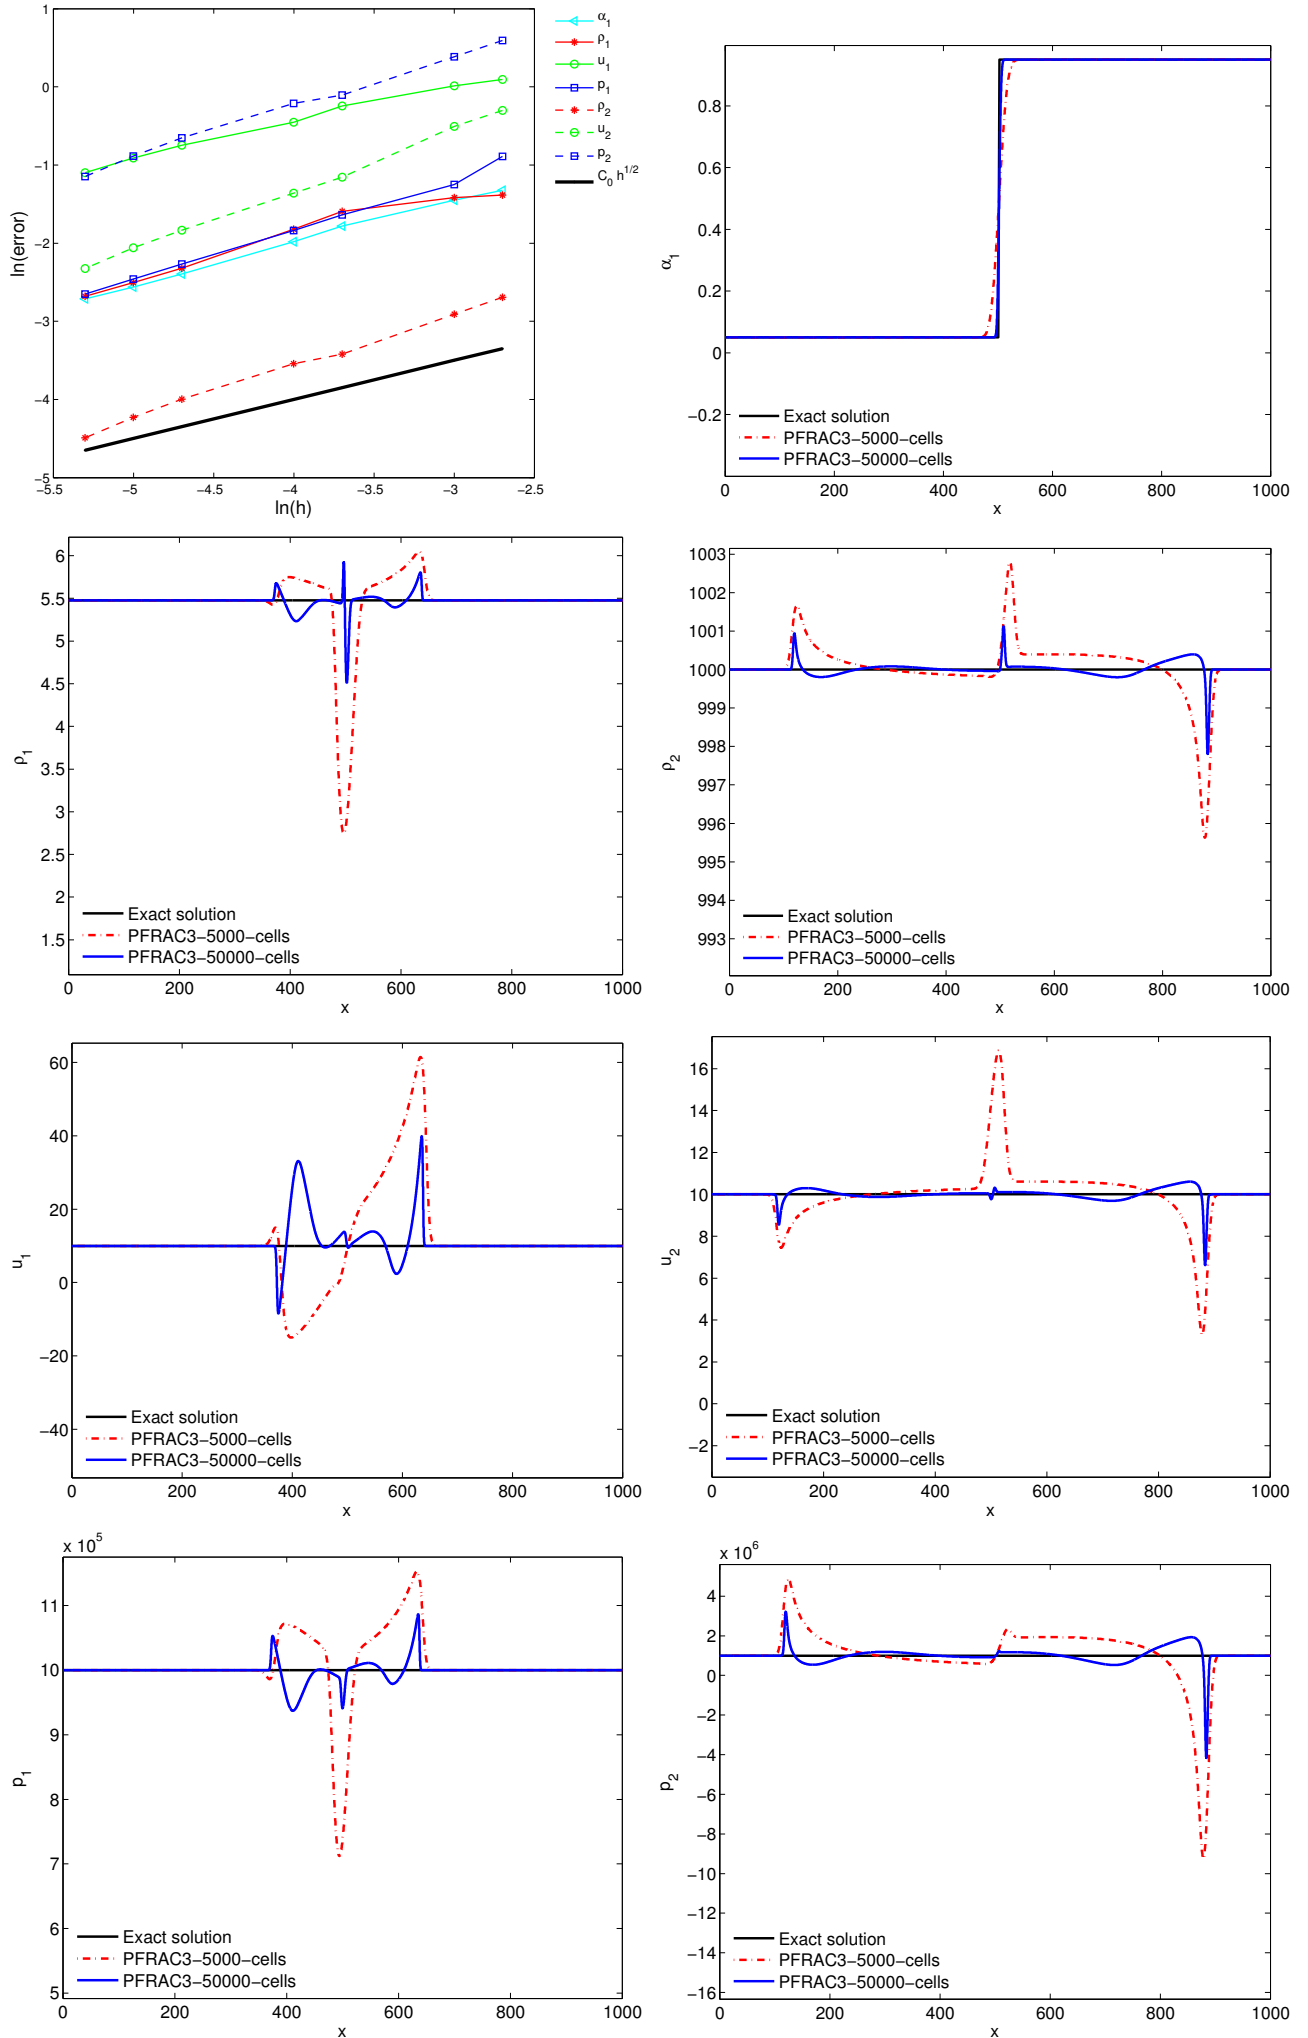 1
0
−1
−2
−3
−4
−5
−5.5
−5
−4.5
−4
−3.5
−3
−2.5
ln(h)
ln(error)
α1
ρ1
u1
p1
ρ2
u2
p2
C0 h1/2
0.8
0.6
0.4
0.2
0
−0.2
0
200
400
600
800
1000
x
α1
Exact solution
PFRAC3−5000−cells
PFRAC3−50000−cells
6
5.5
5
4.5
4
3.5
3
2.5
2
1.5
0
200
400
600
800
1000
x
ρ1
Exact solution
PFRAC3−5000−cells
PFRAC3−50000−cells
1003
1002
1001
1000
999
998
997
996
995
994
993
0
200
400
600
800
1000
x
ρ2
Exact solution
PFRAC3−5000−cells
PFRAC3−50000−cells
60
40
20
0
−20
−40
0
200
400
600
800
1000
x
u1
Exact solution
PFRAC3−5000−cells
PFRAC3−50000−cells
16
14
12
10
8
6
4
2
0
−2
0
200
400
600
800
1000
x
u2
Exact solution
PFRAC3−5000−cells
PFRAC3−50000−cells
x 10^5
11
10
9
8
7
6
5
0
200
400
600
800
1000
x
p1
Exact solution
PFRAC3−5000−cells
PFRAC3−50000−cells
x 10^6
4
2
0
−2
−4
−6
−8
−10
−12
−14
−16
0
200
400
600
800
1000
x
p2
Exact solution
PFRAC3−5000−cells
PFRAC3−50000−cells